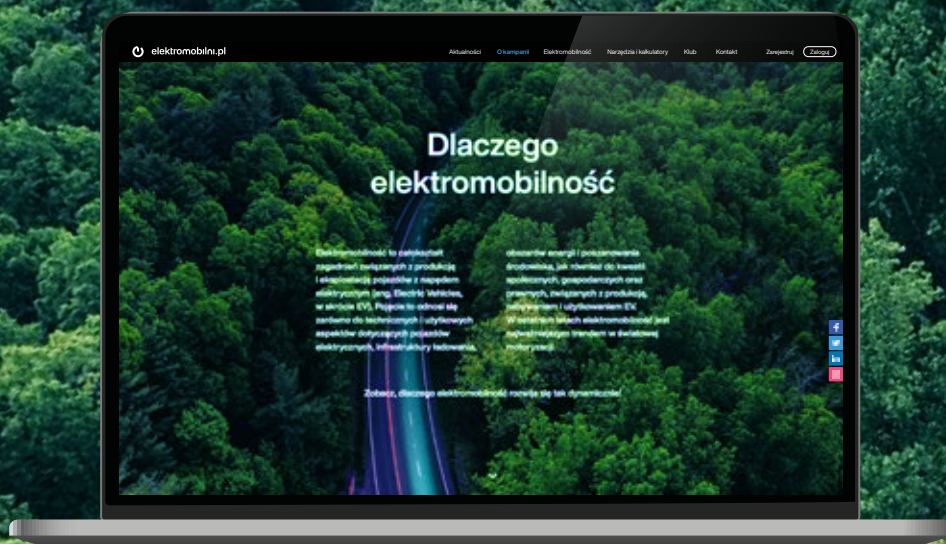 elektromobilni.pl
Aktualności O kampanii Elektromobilność Narzędzia i kalkulatory Klub Kontakt Zarejestruj Zaloguj
Dlaczego
elektromobilność
Elektromobilność to całokształt
zagadnień związanych z produkcją
i eksploatacją pojazdów z napędem
elektrycznym (ang. Electric Vehicles,
w skrócie EV). Pojęcie to odnosi się
zarówno do technicznych i użytkowych
aspektów dotyczących pojazdów
elektrycznych, infrastruktury ładowania,
obszarów energii i poszanowania
środowiska, jak również do kwestii
społecznych, gospodarczych oraz
prawnych, związanych z produkcją,
nabywaniem i użytkowaniem EV.
W ostatnich latach elektromobilność jest
najważniejszym trendem w światowej
motoryzacji
Zobacz, dlaczego elektromobilność rozwija się tak dynamicznie!